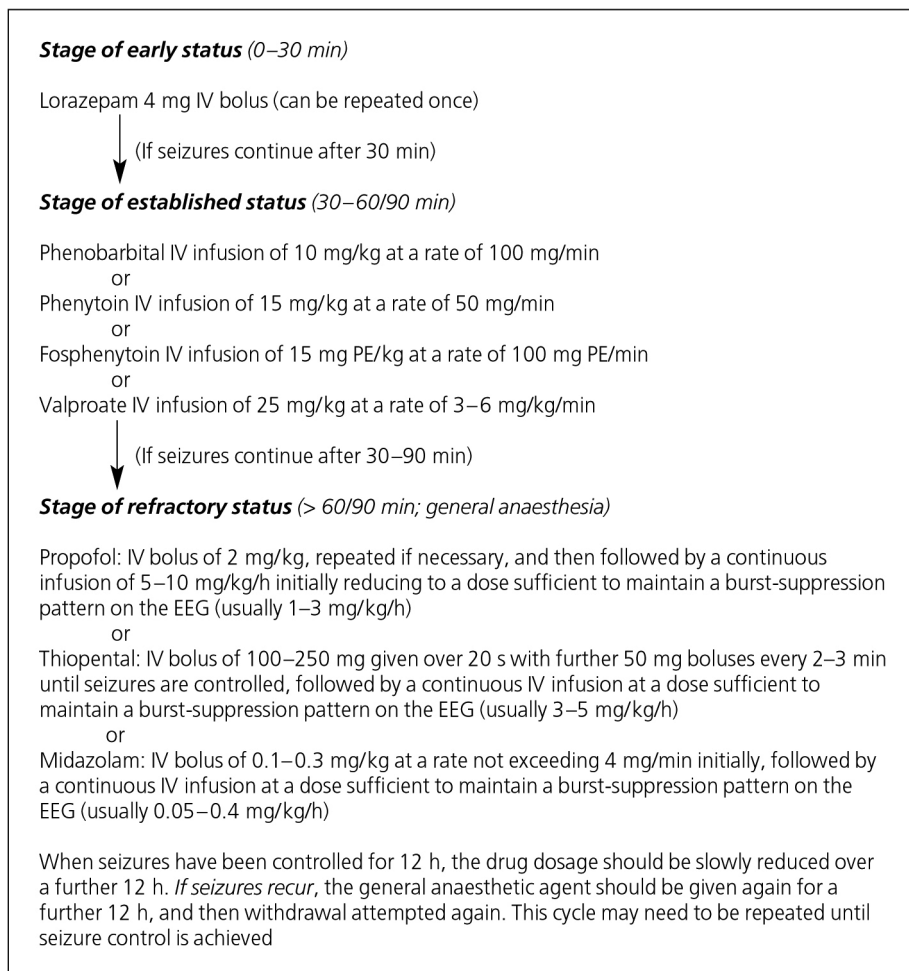 Stage of early status (0–30 min)
Lorazepam 4 mg IV bolus (can be repeated once)
(If seizures continue after 30 min)
Stage of established status (30–60/90 min)
Phenobarbital IV infusion of 10 mg/kg at a rate of 100 mg/min
or
Phenytoin IV infusion of 15 mg/kg at a rate of 50 mg/min
or
Fosphenytoin IV infusion of 15 mg PE/kg at a rate of 100 mg PE/min
or
Valproate IV infusion of 25 mg/kg at a rate of 3–6 mg/kg/min
(If seizures continue after 30–90 min)
Stage of refractory status (> 60/90 min; general anaesthesia)
Propofol: IV bolus of 2 mg/kg, repeated if necessary, and then followed by a continuous
infusion of 5–10 mg/kg/h initially reducing to a dose sufficient to maintain a burst-suppression
pattern on the EEG (usually 1–3 mg/kg/h)
or
Thiopental: IV bolus of 100–250 mg given over 20 s with further 50 mg boluses every 2–3 min
until seizures are controlled, followed by a continuous IV infusion at a dose sufficient to
maintain a burst-suppression pattern on the EEG (usually 3–5 mg/kg/h)
or
Midazolam: IV bolus of 0.1–0.3 mg/kg at a rate not exceeding 4 mg/min initially, followed by
a continuous IV infusion at a dose sufficient to maintain a burst-suppression pattern on the
EEG (usually 0.05–0.4 mg/kg/h)
When seizures have been controlled for 12 h, the drug dosage should be slowly reduced over
a further 12 h. If seizures recur, the general anaesthetic agent should be given again for a
further 12 h, and then withdrawal attempted again. This cycle may need to be repeated until
seizure control is achieved